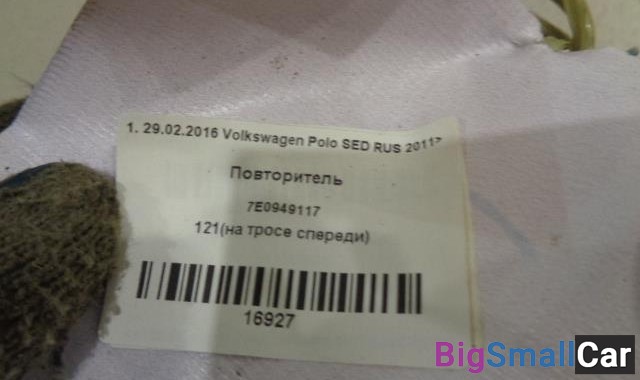 1. 29.02.2016 Volkswagen Polo SED RUS 2011>
Повторитель
7E0949117
121(на тросе спереди)
16927
BigSmallCar